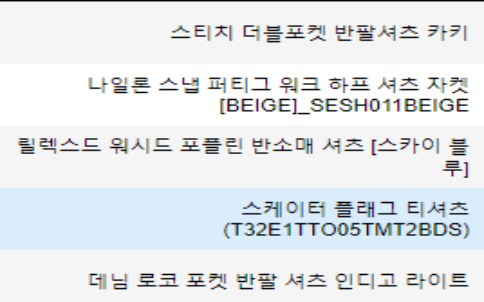 스티치 더블포켓 반팔셔츠 카키
나일론 스냅 퍼티그 워크 하프 셔츠 자켓
[BEIGE]_SESH011BEIGE
릴렉스드 워시드 포플린 반소매 셔츠 [스카이 블
루]
스케이터 플래그 티셔츠
(T32E1TTO05TMT2BDS)
데님 로코 포켓 반팔 셔츠 인디고 라이트